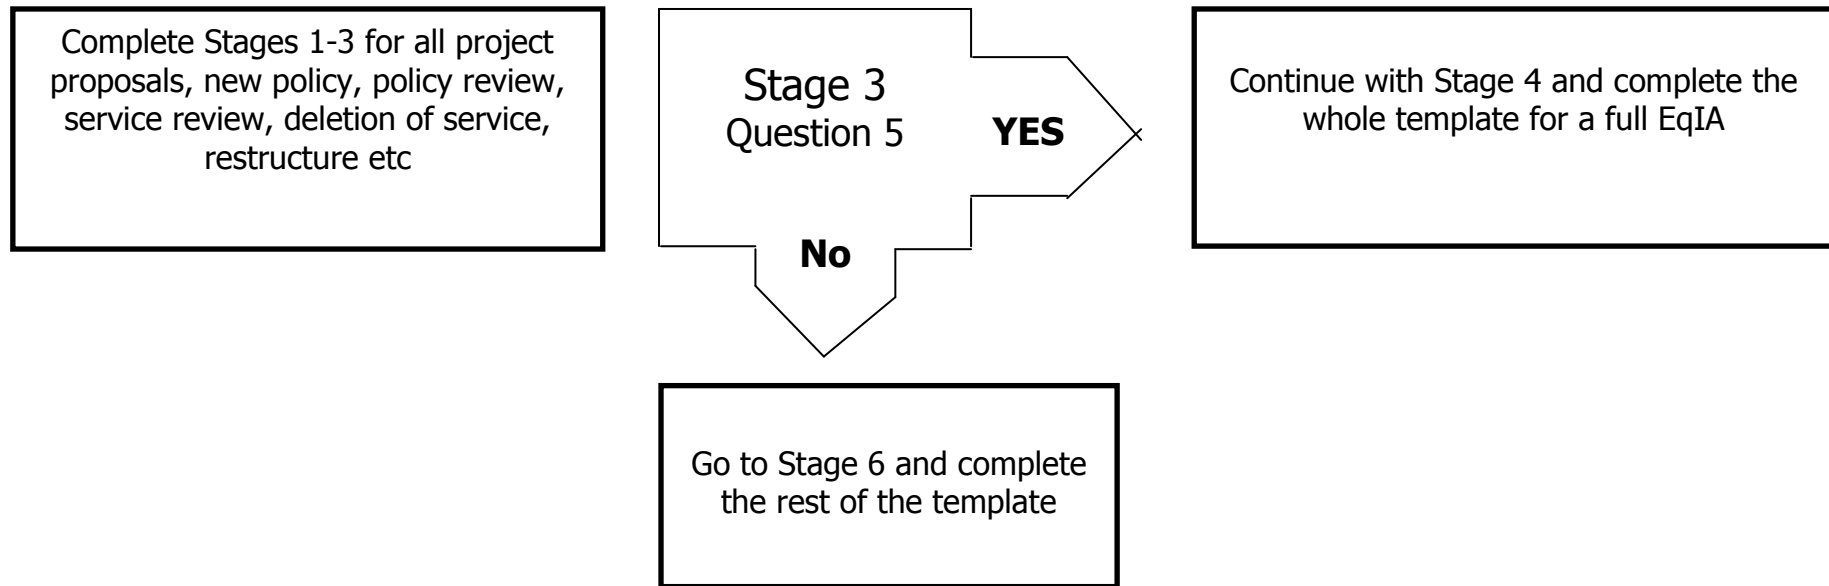 Complete Stages 1-3 for all project
proposals, new policy, policy review,
service review, deletion of service,
restructure etc
Stage 3
Question 5
YES
No
Continue with Stage 4 and complete the
whole template for a full EqIA
Go to Stage 6 and complete
the rest of the template